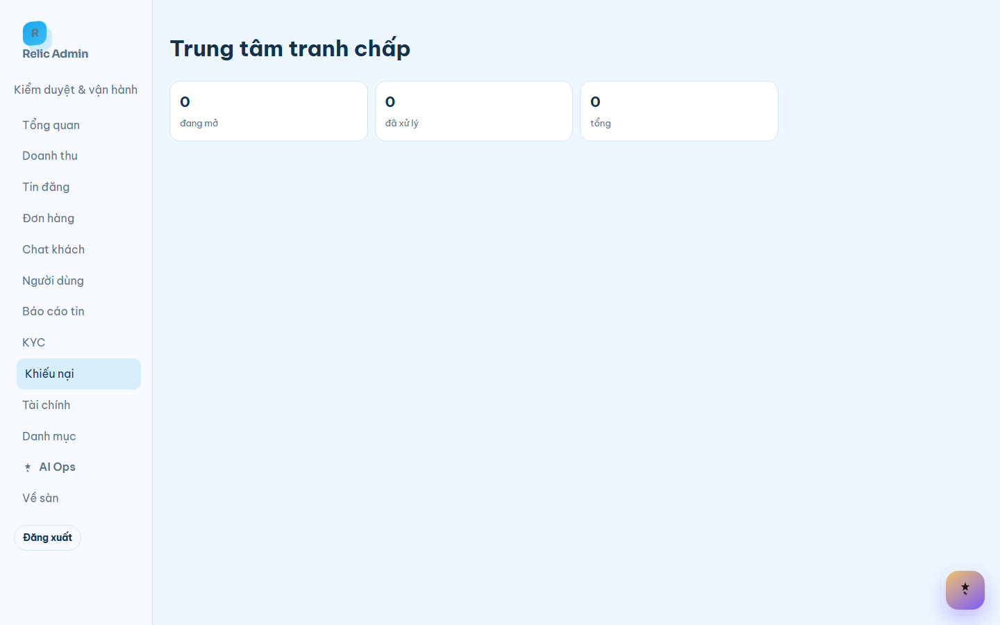 R
Relic Admin
Kiểm duyệt & vận hành
Tổng quan
Doanh thu
Tin đăng
Đơn hàng
Chat khách
Người dùng
Báo cáo tin
KYC
Khiếu nại
Tài chính
Danh mục
AI Ops
Về sàn
Đăng xuất
Trung tâm tranh chấp
0
đang mở
0
đã xử lý
0
tổng